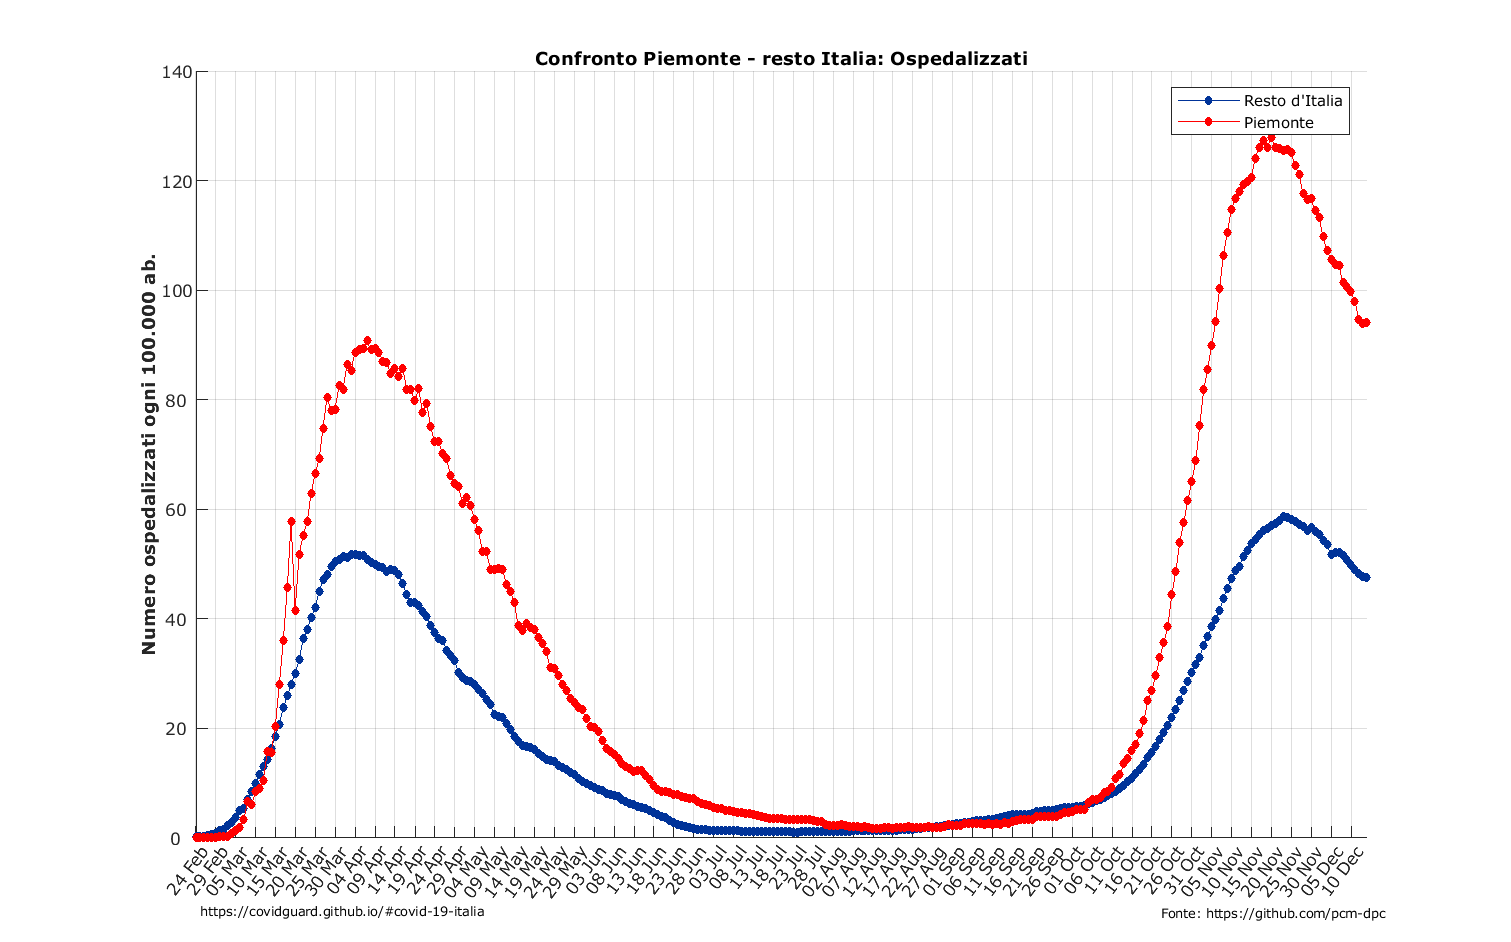 Confronto Piemonte - resto Italia: Ospedalizzati
Resto d'Italia
Piemonte
Numero ospedalizzati ogni 100.000 ab.
140
120
100
80
60
40
20
0
24 Feb
29 Feb
05 Mar
10 Mar
15 Mar
20 Mar
25 Mar
30 Mar
04 Apr
09 Apr
14 Apr
19 Apr
24 Apr
29 Apr
04 May
09 May
14 May
19 May
24 May
29 May
03 Jun
08 Jun
13 Jun
18 Jun
23 Jun
28 Jun
03 Jul
08 Jul
13 Jul
18 Jul
23 Jul
28 Jul
02 Aug
07 Aug
12 Aug
17 Aug
22 Aug
27 Aug
01 Sep
06 Sep
11 Sep
16 Sep
21 Sep
26 Sep
01 Oct
06 Oct
11 Oct
16 Oct
21 Oct
26 Oct
31 Oct
05 Nov
10 Nov
15 Nov
20 Nov
25 Nov
30 Nov
05 Dec
10 Dec
https://covidguard.github.io/#covid-19-italia
Fonte: https://github.com/pcm-dpc